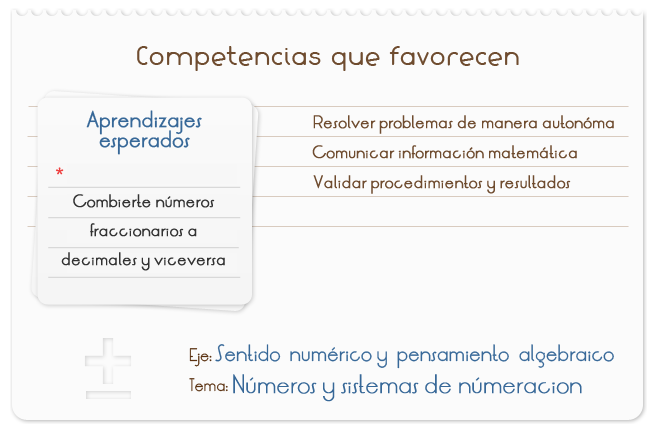 Competencias que favorecen
Aprendizajes
esperados
*
Combierte números
fraccionarios a
decimales y viceversa
Resolver problemas de manera autonóma
Comunicar información matemática
Validar procedimientos y resultados
Eje: Sentido numérico y pensamiento algebraico
Tema: Números y sistemas de númeracion